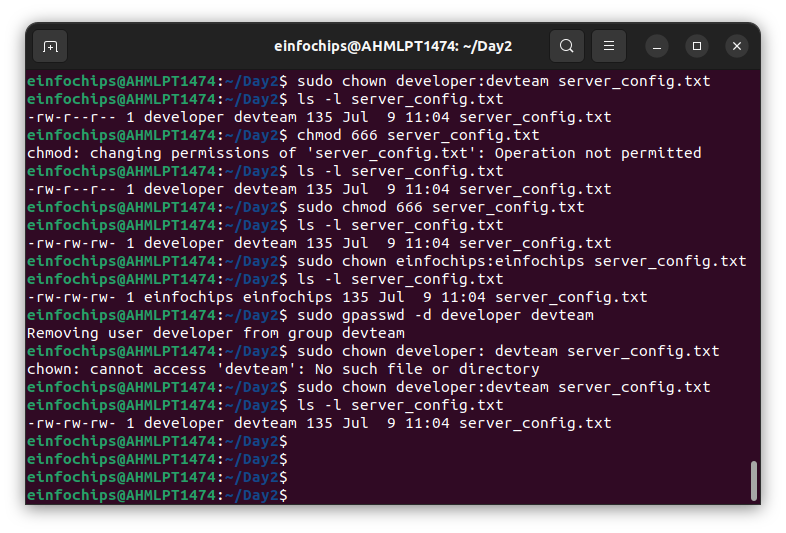 einfochips@AHMLPT1474: ~/Day2
einfochips@AHMLPT1474:~/Day2$ sudo chown developer:devteam server_config.txt
einfochips@AHMLPT1474:~/Day2$ ls -l server_config.txt
-rw-r--r-- 1 developer devteam 135 Jul  9 11:04 server_config.txt
einfochips@AHMLPT1474:~/Day2$ chmod 666 server_config.txt
chmod: changing permissions of 'server_config.txt': Operation not permitted
einfochips@AHMLPT1474:~/Day2$ ls -l server_config.txt
-rw-r--r-- 1 developer devteam 135 Jul  9 11:04 server_config.txt
einfochips@AHMLPT1474:~/Day2$ sudo chmod 666 server_config.txt
einfochips@AHMLPT1474:~/Day2$ ls -l server_config.txt
-rw-rw-rw- 1 developer devteam 135 Jul  9 11:04 server_config.txt
einfochips@AHMLPT1474:~/Day2$ sudo chown einfochips:einfochips server_config.txt
einfochips@AHMLPT1474:~/Day2$ ls -l server_config.txt
-rw-rw-rw- 1 einfochips einfochips 135 Jul  9 11:04 server_config.txt
einfochips@AHMLPT1474:~/Day2$ sudo gpasswd -d developer devteam
Removing user developer from group devteam
einfochips@AHMLPT1474:~/Day2$ sudo chown developer: devteam server_config.txt
chown: cannot access 'devteam': No such file or directory
einfochips@AHMLPT1474:~/Day2$ sudo chown developer:devteam server_config.txt
einfochips@AHMLPT1474:~/Day2$ ls -l server_config.txt
-rw-rw-rw- 1 developer devteam 135 Jul  9 11:04 server_config.txt
einfochips@AHMLPT1474:~/Day2$
einfochips@AHMLPT1474:~/Day2$
einfochips@AHMLPT1474:~/Day2$
einfochips@AHMLPT1474:~/Day2$